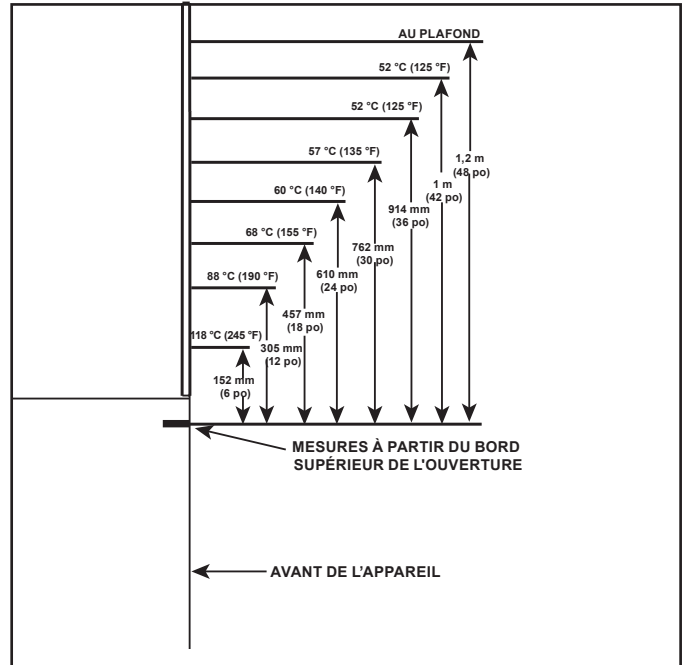 AU PLAFOND
52 °C (125 °F)
52 °C (125 °F)
57 °C (135 °F)
60 °C (140 °F)
68 °C (155 °F)
88 °C (190 °F)
118 °C (245 °F)
1,2 m
(48 po)
1 m
(42 po)
914 mm
(36 po)
762 mm
(30 po)
610 mm
(24 po)
457 mm
(18 po)
305 mm
(12 po)
152 mm
(6 po)
MESURES À PARTIR DU BORD
SUPÉRIEUR DE L'OUVERTURE
AVANT DE L’APPAREIL